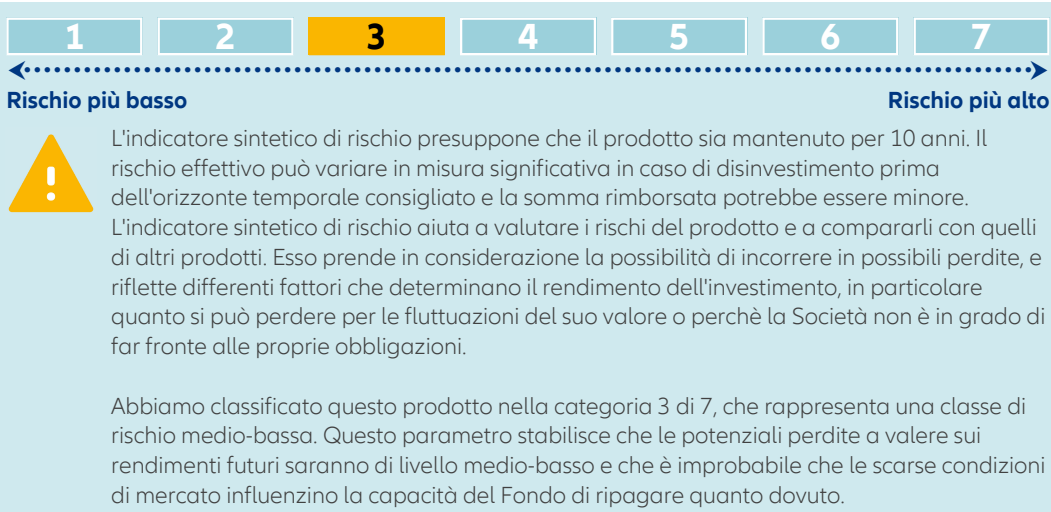 1 2 3 4 5 6 7
Rischio più basso Rischio più alto
L'indicatore sintetico di rischio presuppone che il prodotto sia mantenuto per 10 anni. Il
rischio effettivo può variare in misura significativa in caso di disinvestimento prima
dell'orizzonte temporale consigliato e la somma rimborsata potrebbe essere minore.
L'indicatore sintetico di rischio aiuta a valutare i rischi del prodotto e a compararli con quelli
di altri prodotti. Esso prende in considerazione la possibilità di incorrere in possibili perdite, e
riflette differenti fattori che determinano il rendimento dell'investimento, in particolare
quanto si può perdere per le fluttuazioni del suo valore o perchè la Società non è in grado di
far fronte alle proprie obbligazioni.
Abbiamo classificato questo prodotto nella categoria 3 di 7, che rappresenta una classe di
rischio medio-bassa. Questo parametro stabilisce che le potenziali perdite a valere sui
rendimenti futuri saranno di livello medio-basso e che è improbabile che le scarse condizioni
di mercato influenzino la capacità del Fondo di ripagare quanto dovuto.